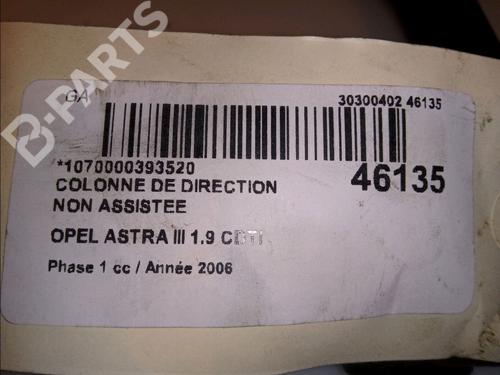 B-PARTS
GA
30300402 46135
*1070000393520
46135
COLONNE DE DIRECTION
NON ASSISTEE
OPEL ASTRA III 1.9 CDTI
Phase 1 cc / Année 2006